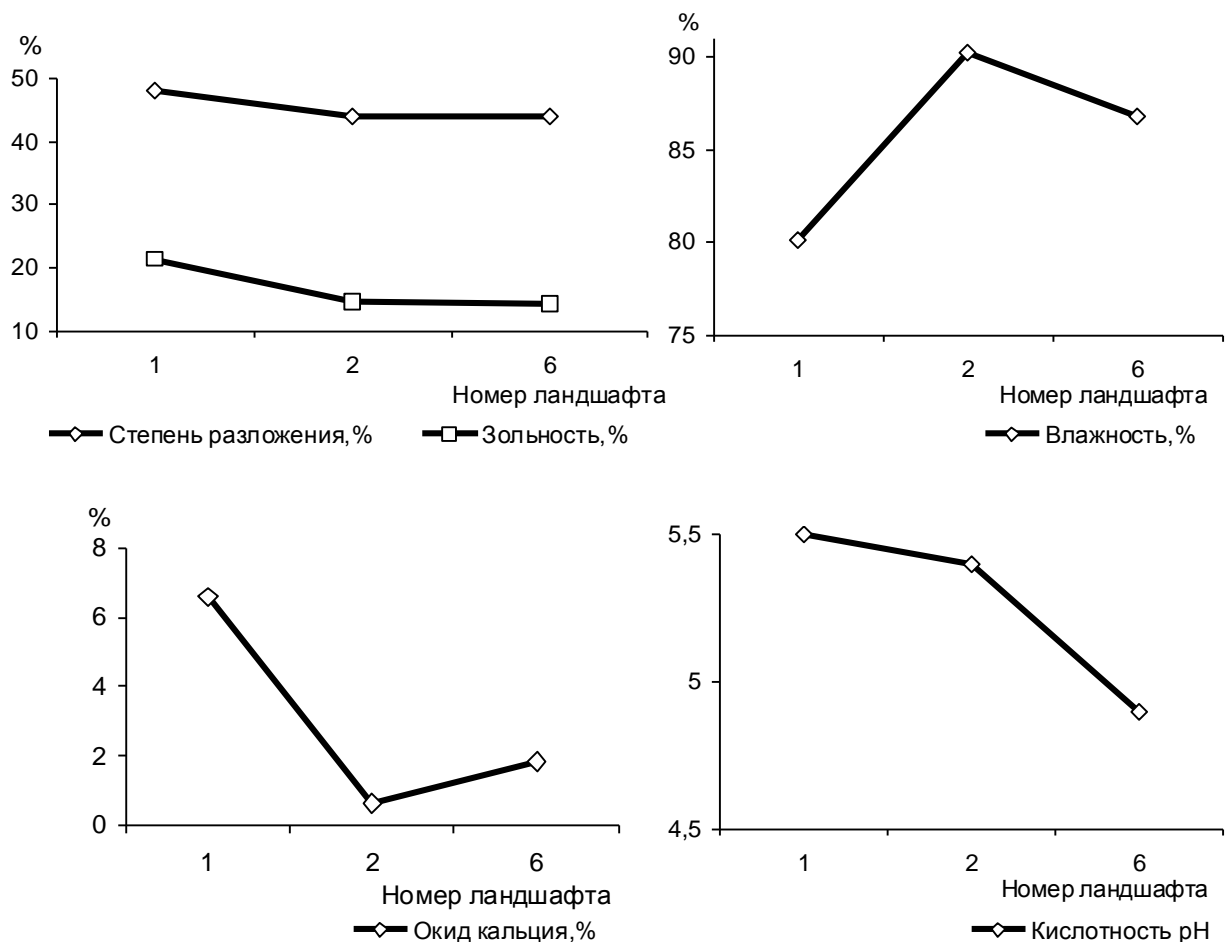 %
50
40
30
20
10
1 2 6
Номер ландшафта
Степень разложения,% Зольность,%
%
90
85
80
75
1 2 6
Номер ландшафта
Влажность,%
%
8
6
4
2
0
1 2 6
Номер ландшафта
Окид кальция,%
5,5
5
4,5
1 2 6
Номер ландшафта
Кислотность pH